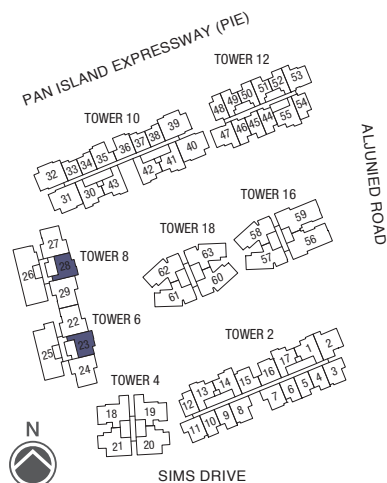 PAN ISLAND EXPRESSWAY (PIE)
TOWER 12
48 49 50 51 52 53
47 46 45 44 55 54
TOWER 10
32 33 34 35 36 37 38 39
31 30 43 42 41 40
ALJUNIED ROAD
TOWER 16
58 59
57 56
TOWER 18
62 63
61 60
TOWER 8
27
26 28
29
TOWER 6
22
25 23
24
TOWER 2
12 13 14 15 16 17 1 2
11 10 9 8 7 6 5 4 3
TOWER 4
18 19
21 20
N
SIMS DRIVE